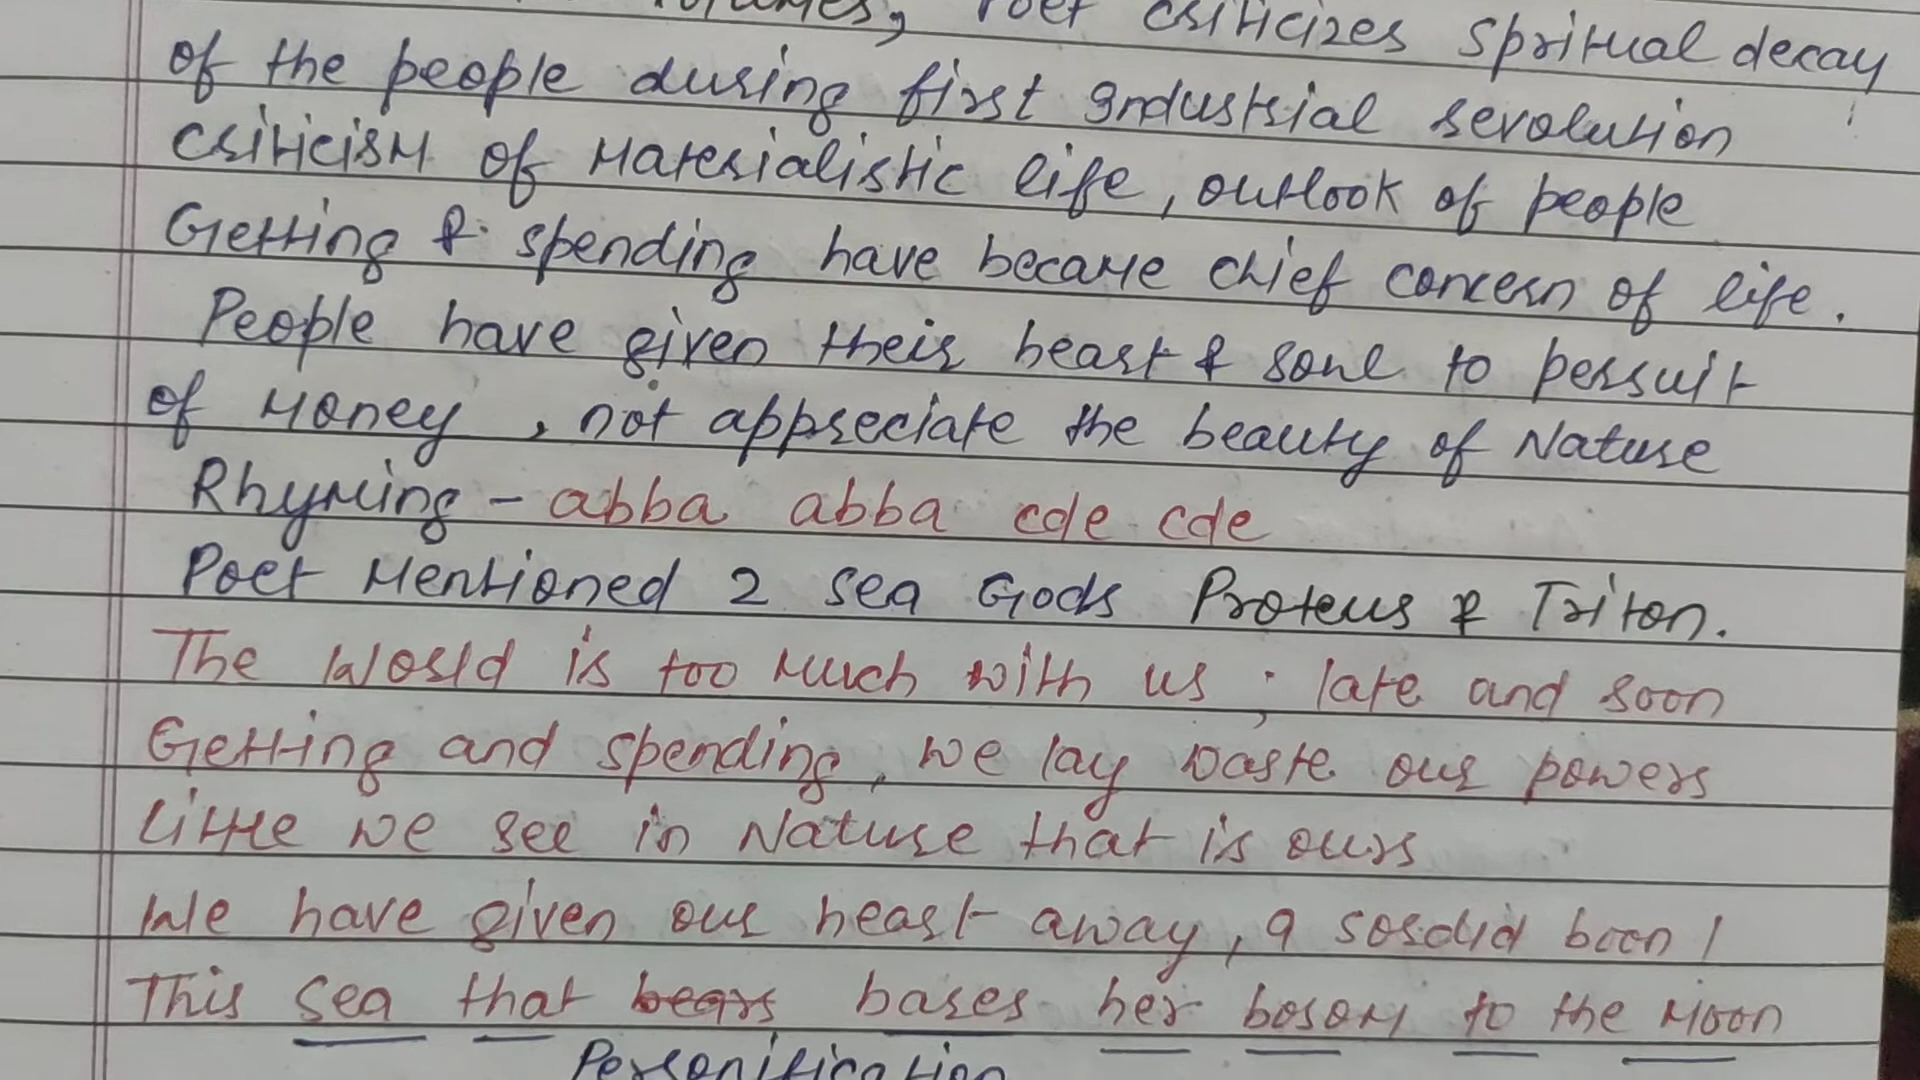 Poet criticizes Spritual decay
of the people during first Industrial revolution
criticism of Materialistic life, outlook of people
Getting & spending have became chief concern of life.
People have given their heart & soul to persuit
of Money, not appreciate the beauty of Nature
Rhyming - abba abba cde cde
Poet Mentioned 2 sea Gods Proteus & Triton.
The World is too Much with us ; late and soon
Getting and spending, we lay waste our powers
Little we see in Nature that is ours
We have given our heart away, a sordid boon!
This sea that bears bares her bosom to the Moon
Personification